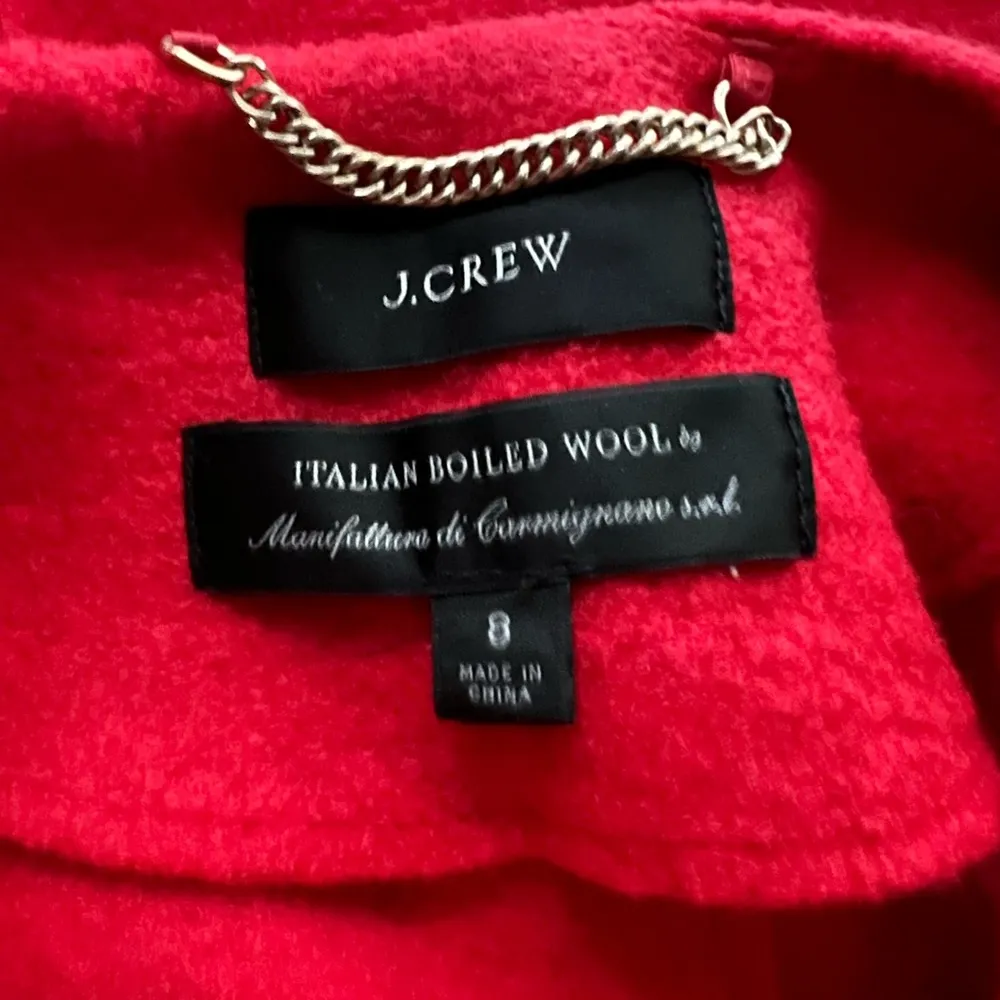 J.CREW
ITALIAN BOILED WOOL by
Manifattura di Carmignano s.r.l.
8
MADE IN
CHINA